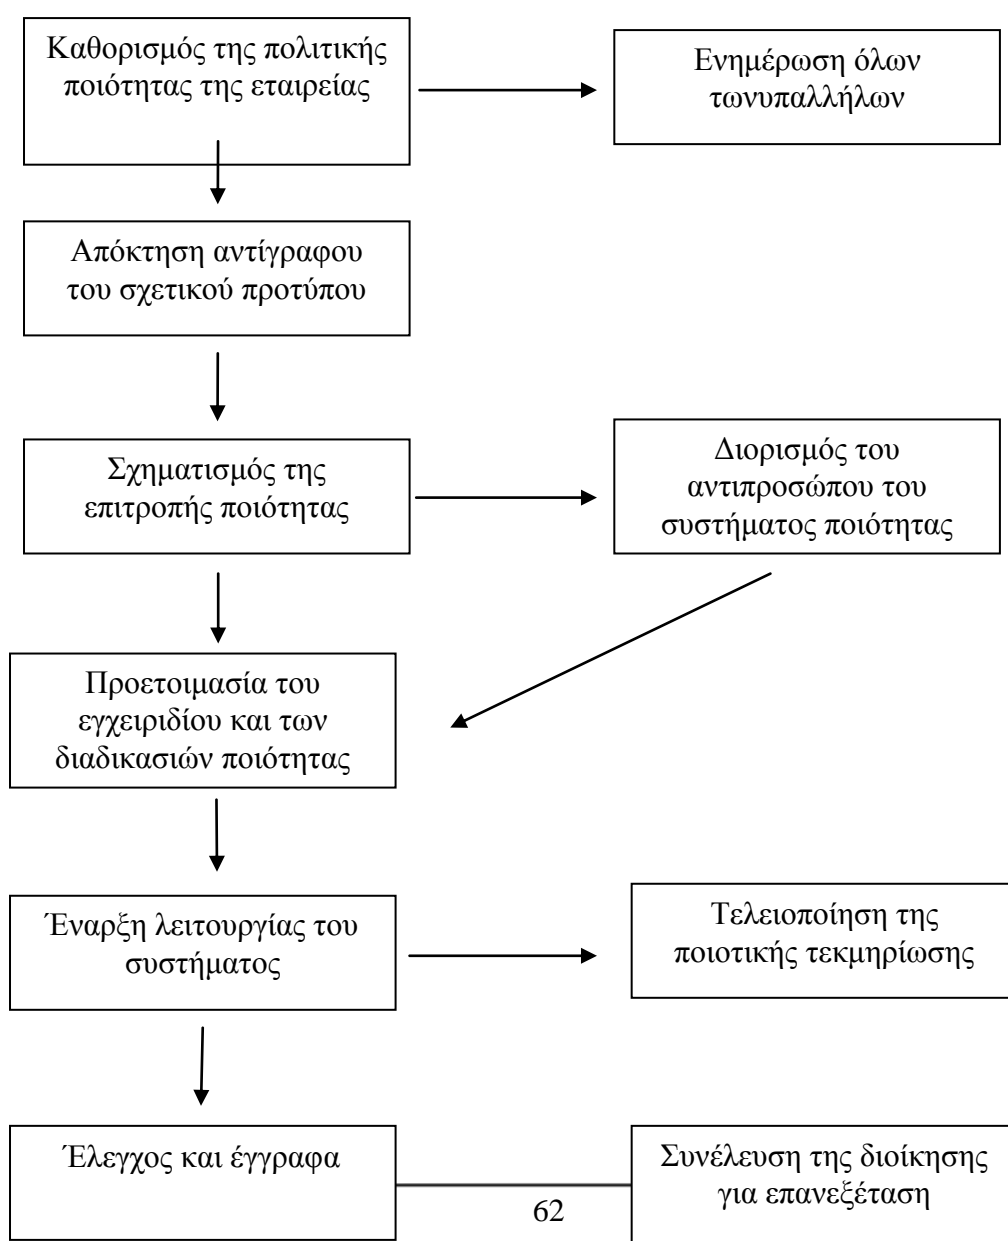 Καθορισμός της πολιτικής
ποιότητας της εταιρείας
Ενημέρωση όλων
τωνυπαλλήλων
Απόκτηση αντίγραφου
του σχετικού προτύπου
Σχηματισμός της
επιτροπής ποιότητας
Διορισμός του
αντιπροσώπου του
συστήματος ποιότητας
Προετοιμασία του
εγχειριδίου και των
διαδικασιών ποιότητας
Έναρξη λειτουργίας του
συστήματος
Τελειοποίηση της
ποιοτικής τεκμηρίωσης
Έλεγχος και έγγραφα
Συνέλευση της διοίκησης
για επανεξέταση
62